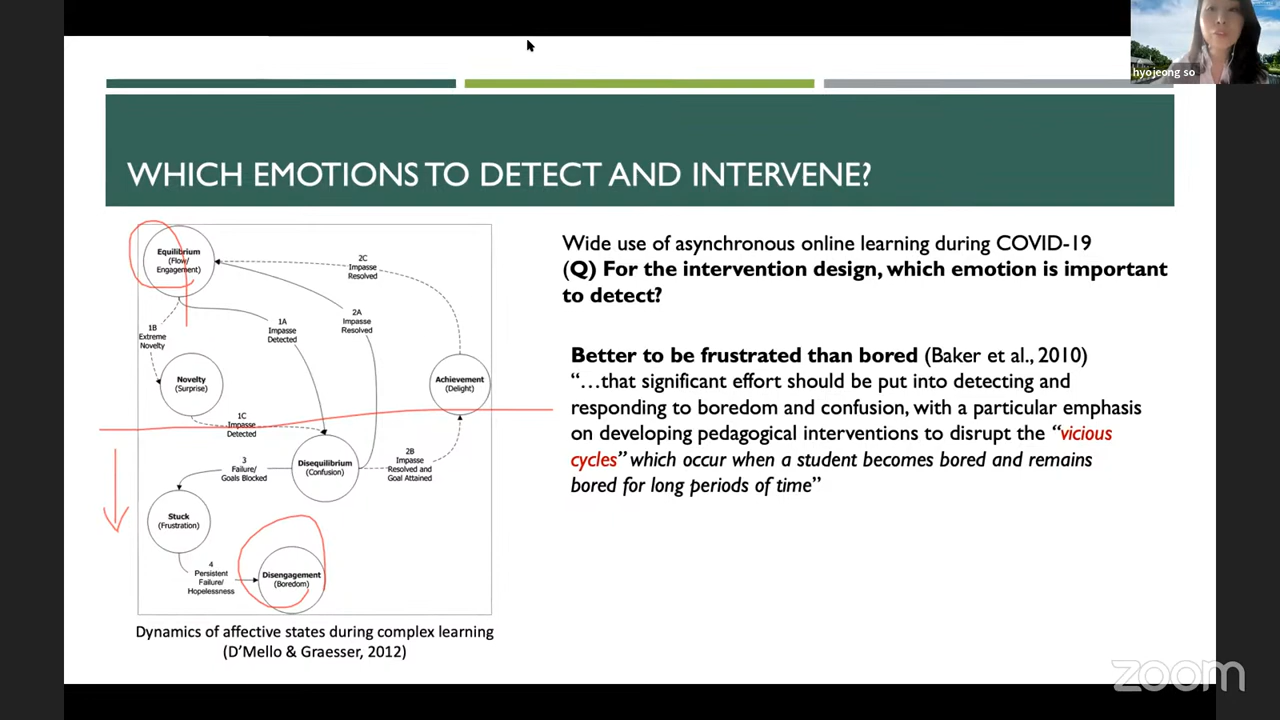 hyojeong so
WHICH EMOTIONS TO DETECT AND INTERVENE?
Equilibrium
(Flow/
Engagement)
2C
Impasse
Resolved
1B
Extreme
Novelty
1A
Impasse
Detected
2A
Impasse
Resolved
Novelty
(Surprise)
Achievement
(Delight)
1C
Impasse
Detected
Disequilibrium
(Confusion)
3
Failure/
Goals Blocked
2B
Impasse
Resolved and
Goal Attained
Stuck
(Frustration)
4
Persistent
Failure/
Hopelessness
Disengagement
(Boredom)
Dynamics of affective states during complex learning
(D’Mello & Graesser, 2012)
Wide use of asynchronous online learning during COVID-19
(Q) For the intervention design, which emotion is important
to detect?
Better to be frustrated than bored (Baker et al., 2010)
“…that significant effort should be put into detecting and
responding to boredom and confusion, with a particular emphasis
on developing pedagogical interventions to disrupt the “vicious
cycles” which occur when a student becomes bored and remains
bored for long periods of time”
zoom